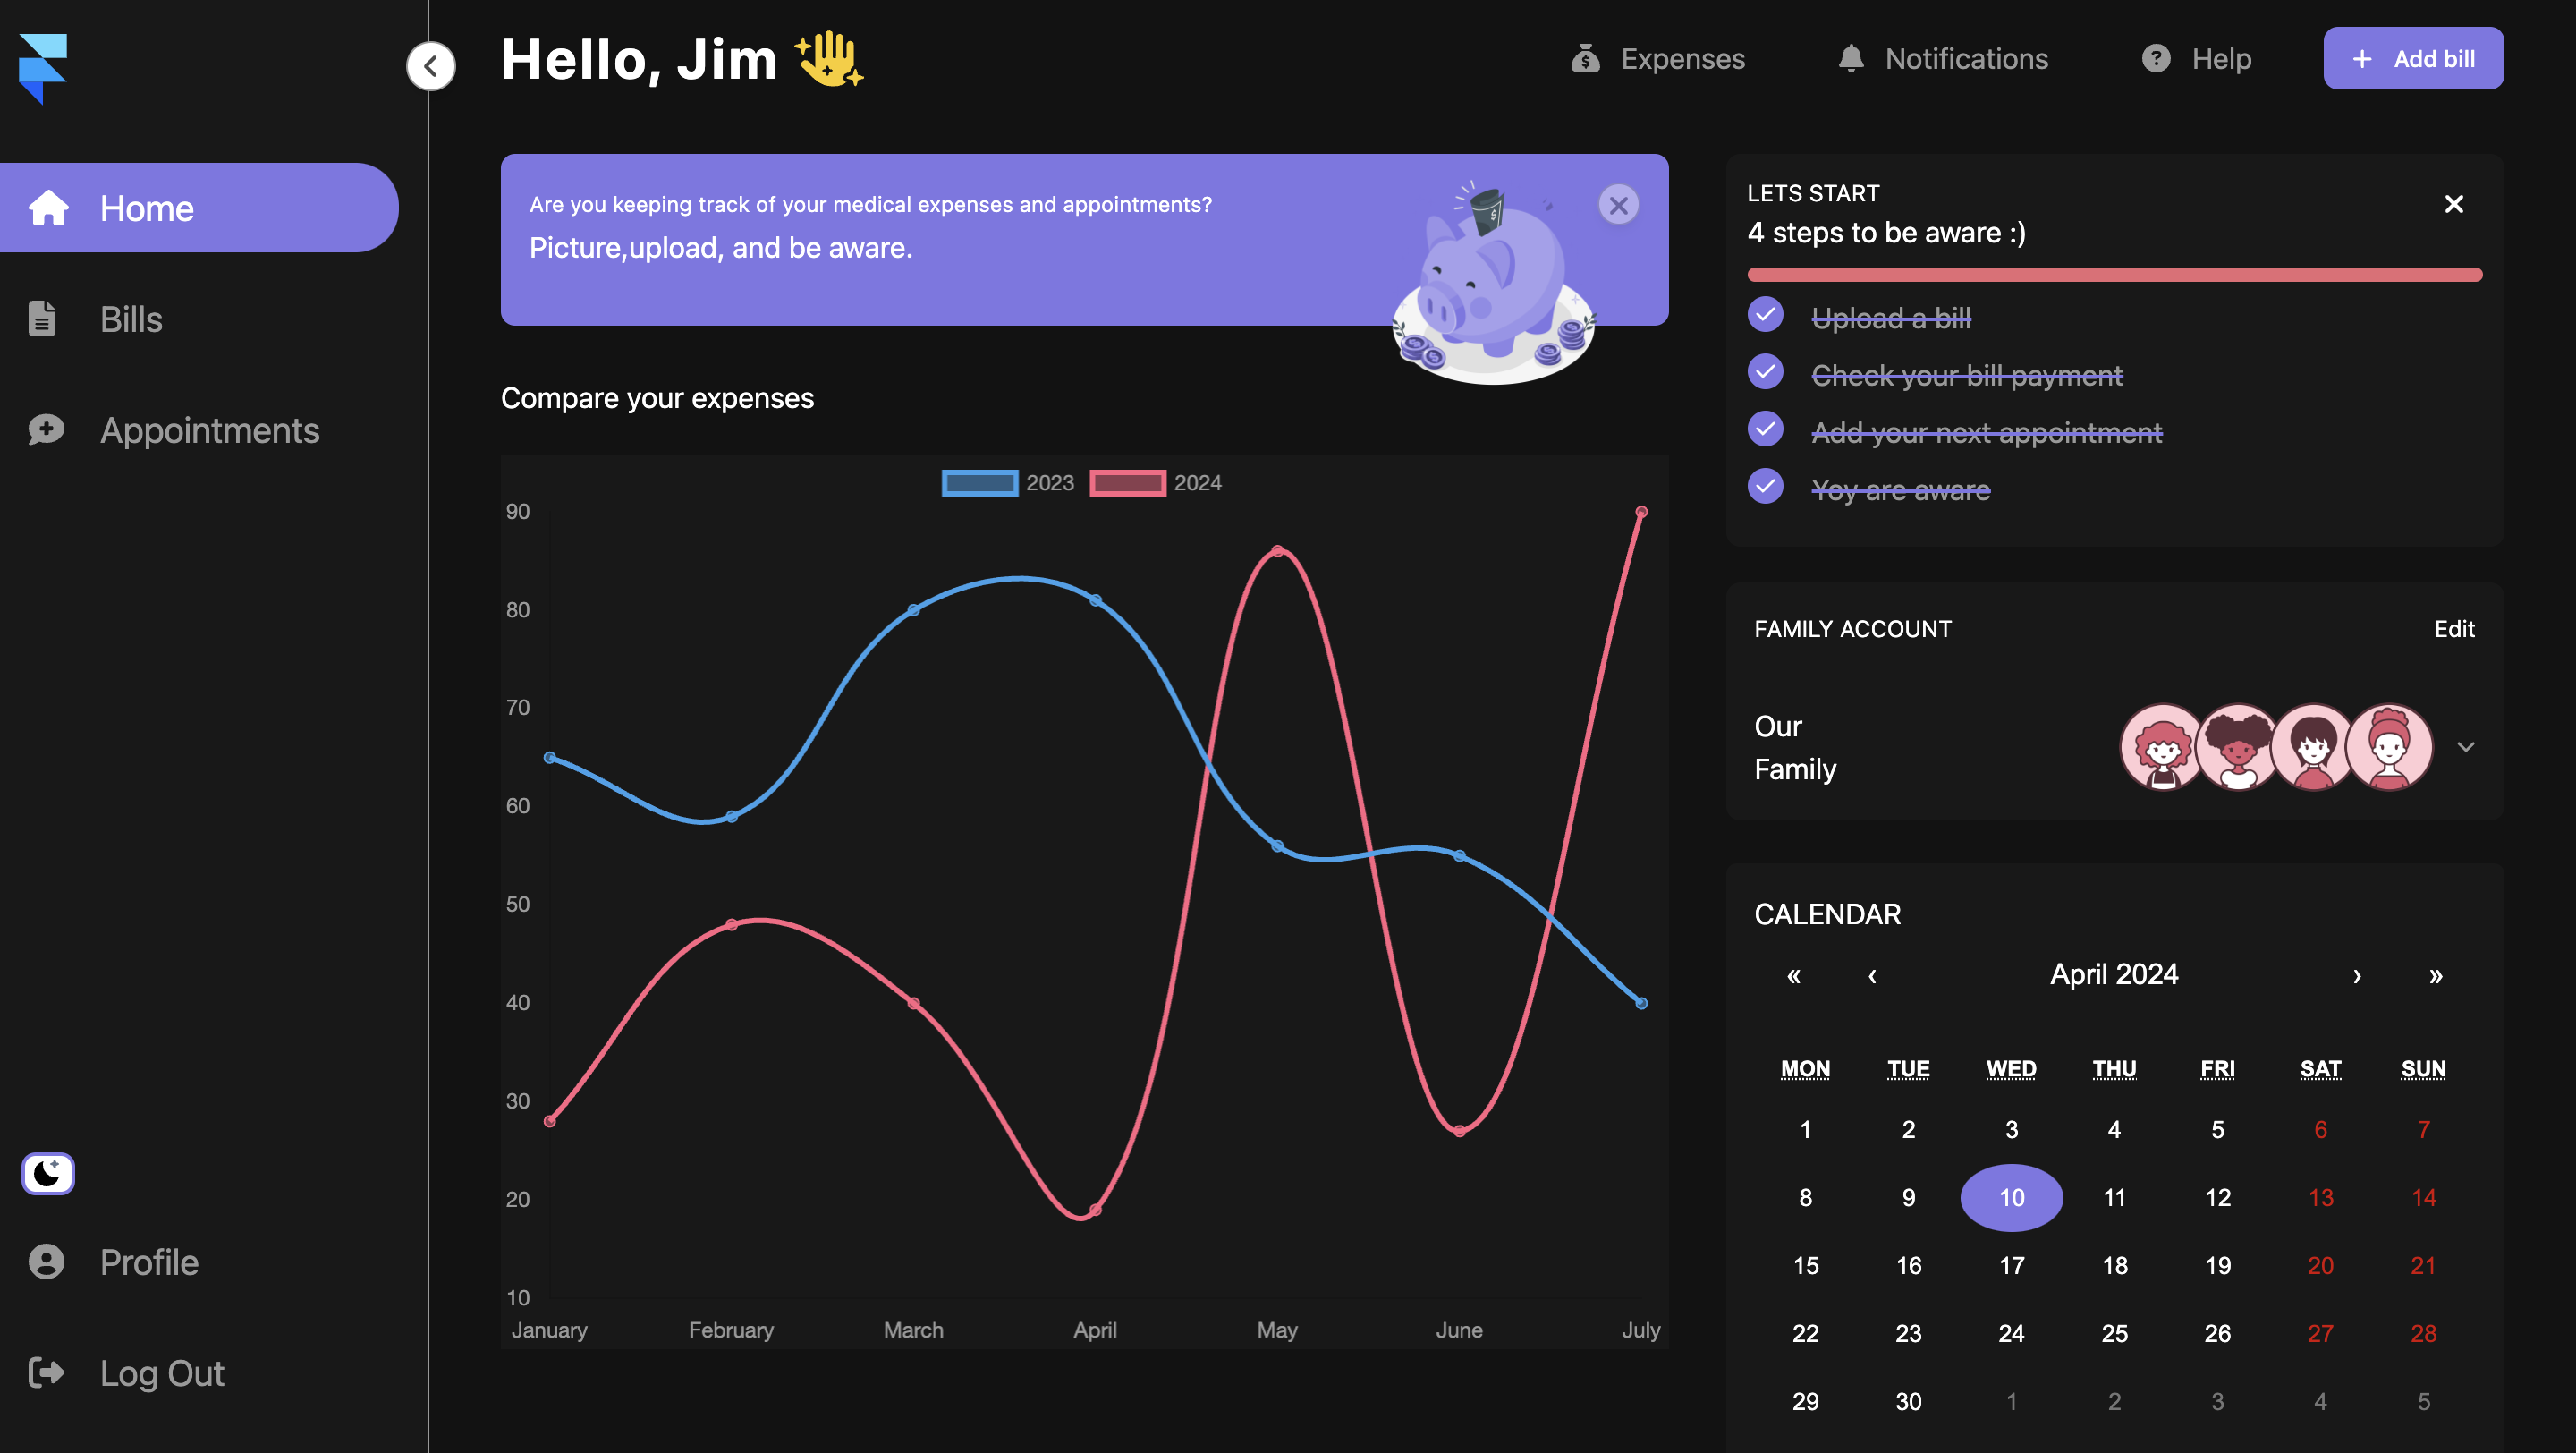 Hello, Jim
Expenses
Notifications
Help
+ Add bill
Home
Bills
Appointments
Profile
Log Out
Are you keeping track of your medical expenses and appointments?
Picture,upload, and be aware.
Compare your expenses
2023 2024
90
80
70
60
50
40
30
20
10
January February March April May June July
LETS START
4 steps to be aware :)
Upload a bill
Check your bill payment
Add your next appointment
Yoy are aware
FAMILY ACCOUNT
Edit
Our
Family
CALENDAR
« ‹ April 2024 › »
MON TUE WED THU FRI SAT SUN
1 2 3 4 5 6 7
8 9 10 11 12 13 14
15 16 17 18 19 20 21
22 23 24 25 26 27 28
29 30 1 2 3 4 5